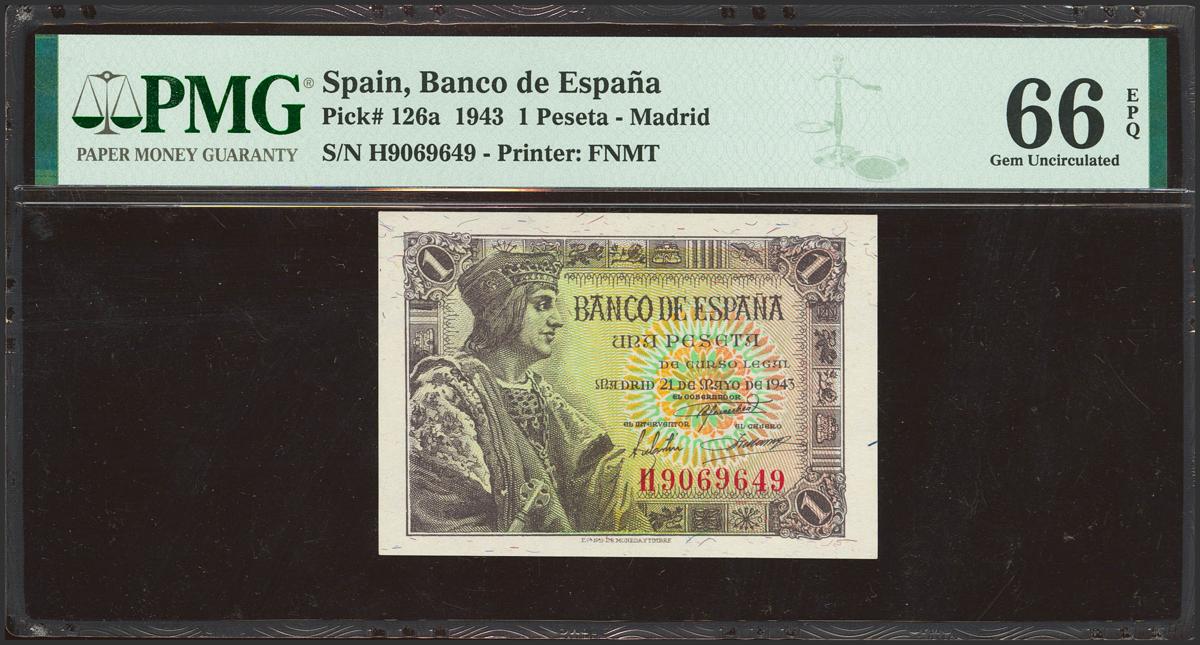 PMG®
PAPER MONEY GUARANTY
Spain, Banco de España
Pick# 126a 1943 1 Peseta - Madrid
S/N H9069649 - Printer: FNMT
66
EPQ
Gem Uncirculated
1
1
BANCO DE ESPAÑA
UNA PESETA
DE CURSO LEGAL
MADRID 21 DE MAYO DE 1943
EL GOBERNADOR
EL INTERVENTOR
EL CAJERO
H9069649
1